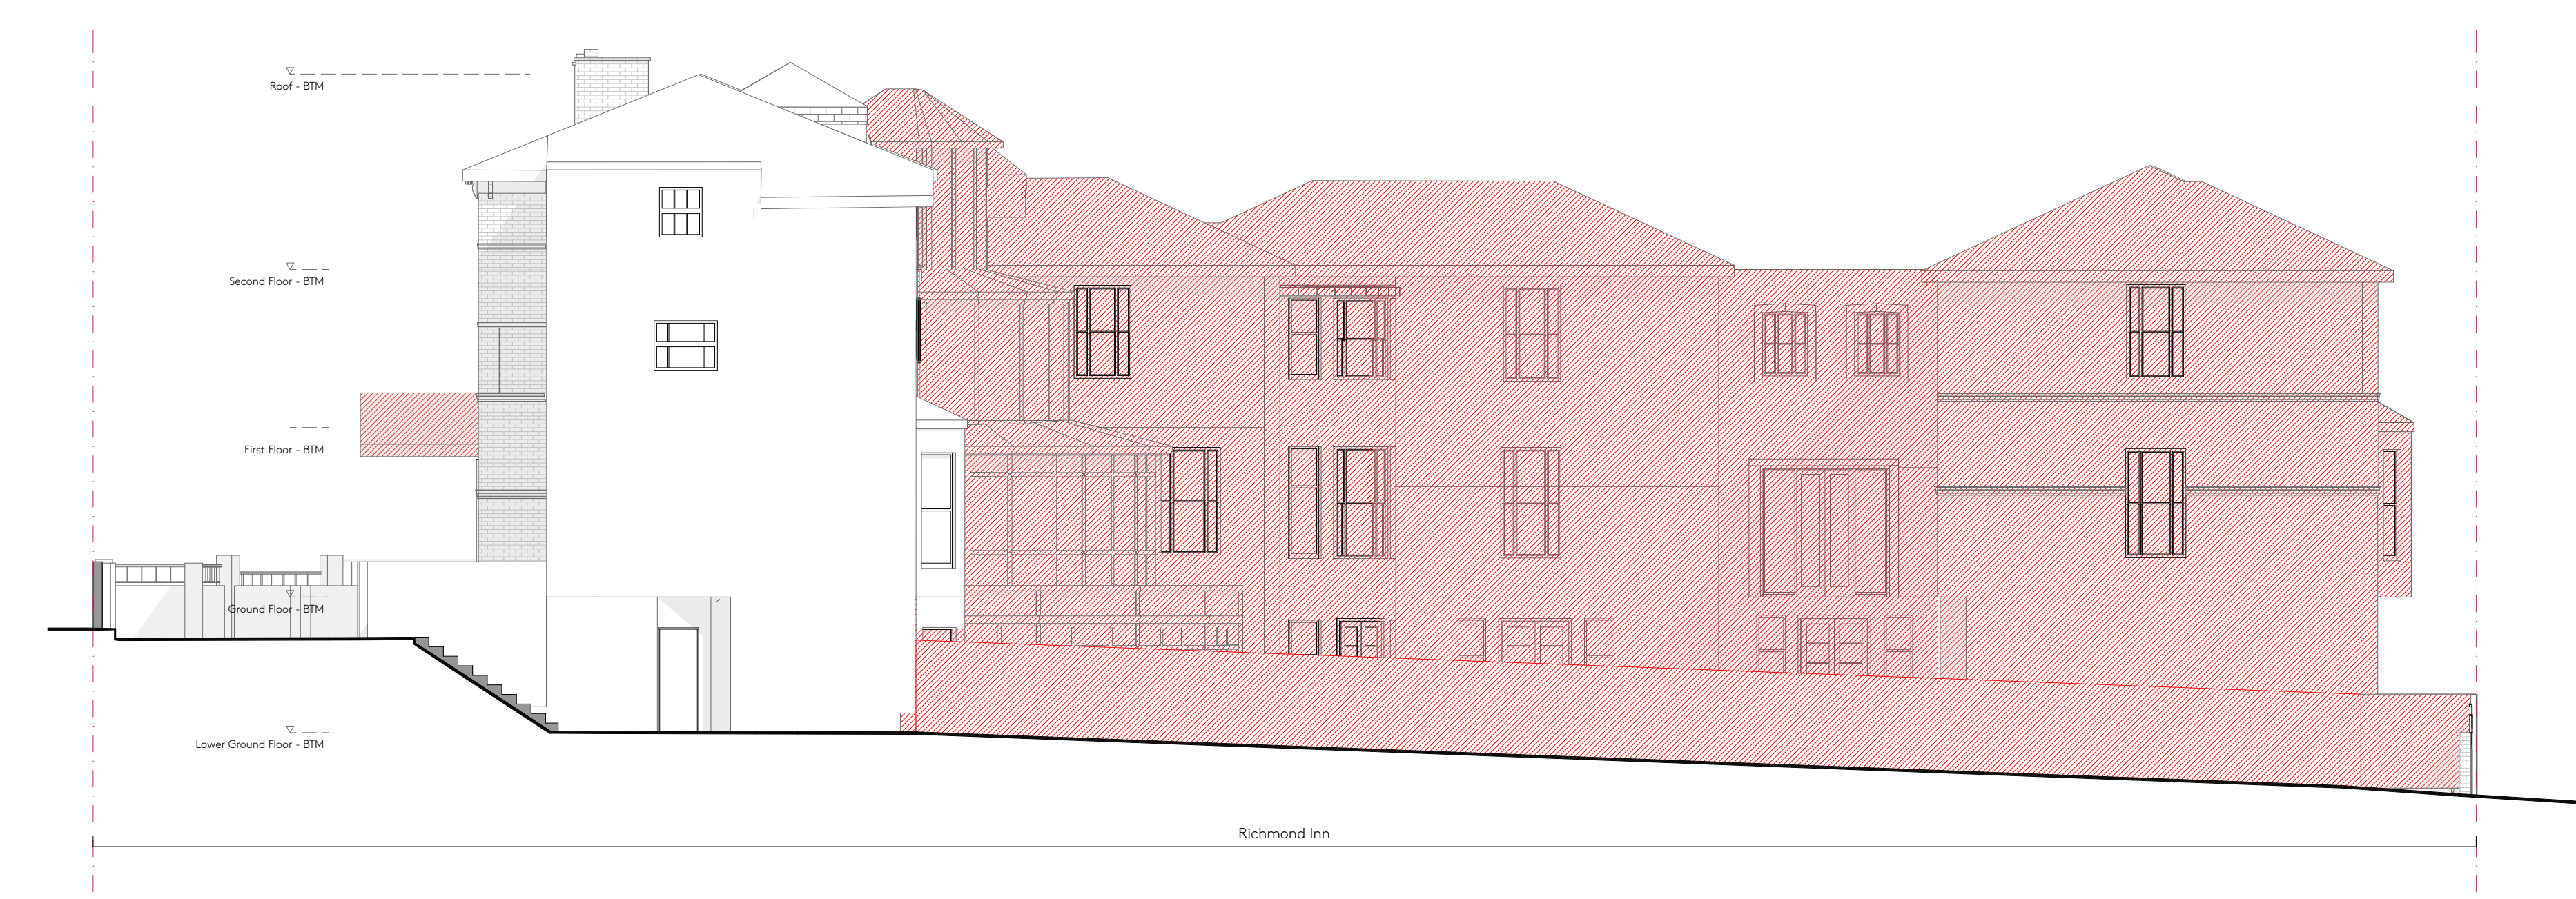 Roof - BTM
Second Floor - BTM
First Floor - BTM
Ground Floor - BTM
Lower Ground Floor - BTM
Richmond Inn